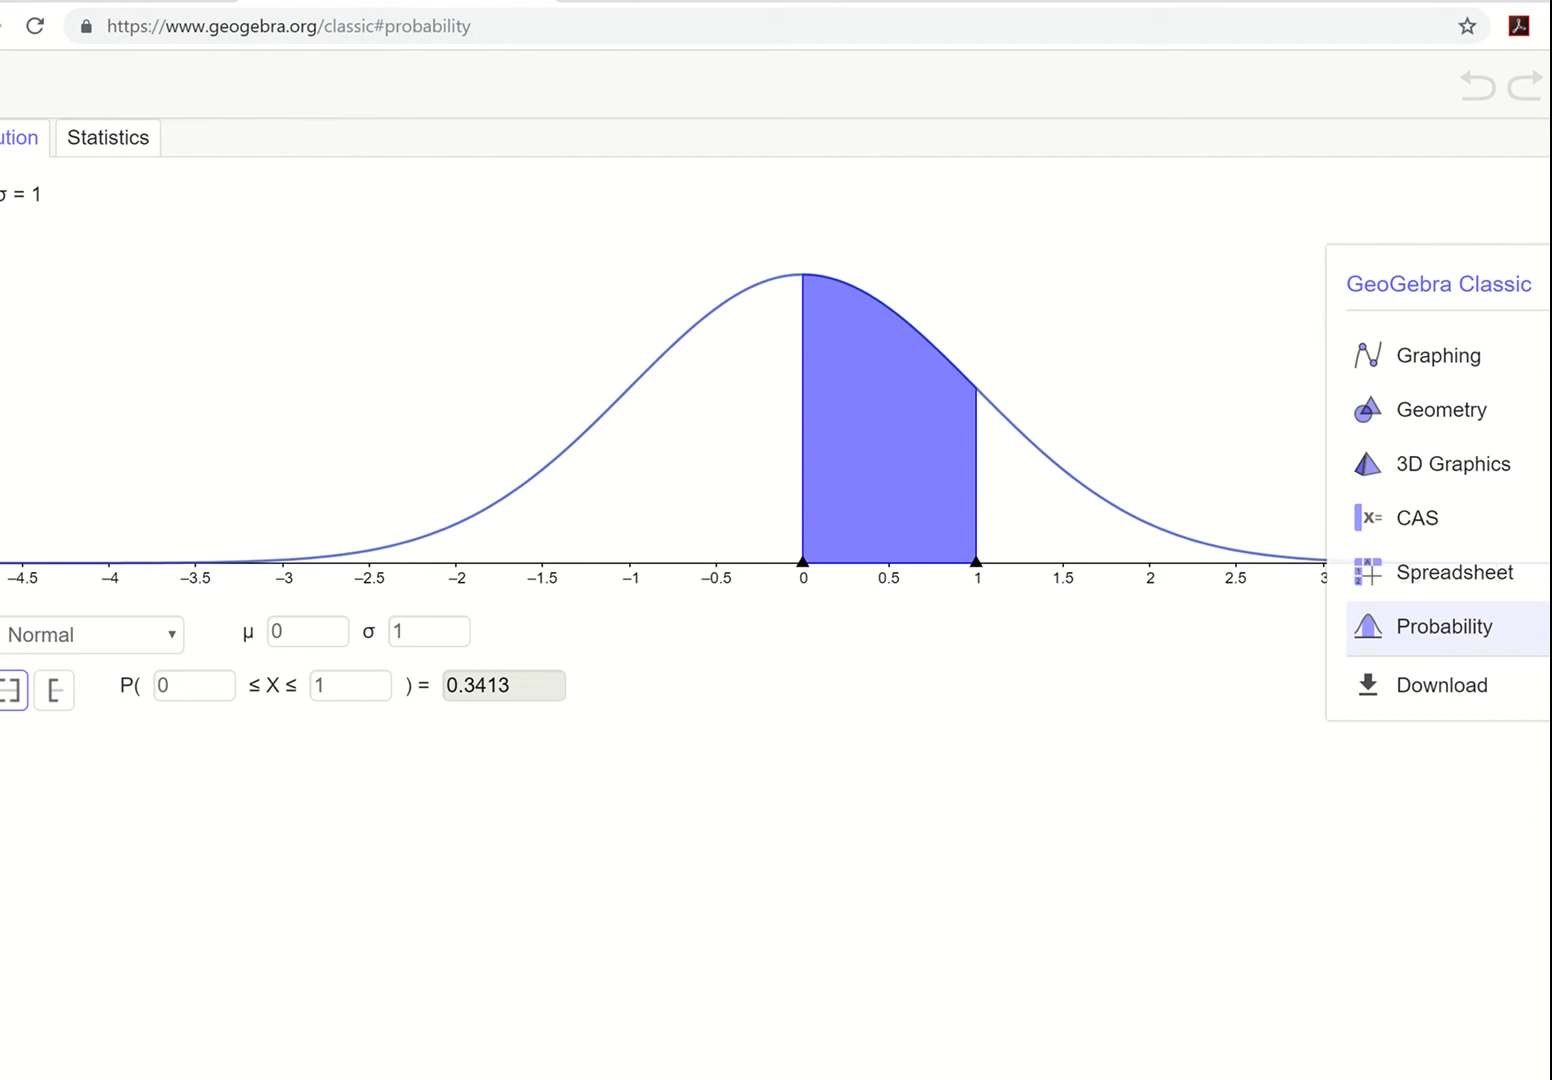 https://www.geogebra.org/classic#probability
ution Statistics
σ = 1
GeoGebra Classic
Graphing
Geometry
3D Graphics
x= CAS
Spreadsheet
Probability
Download
–4.5 –4 –3.5 –3 –2.5 –2 –1.5 –1 –0.5 0 0.5 1 1.5 2 2.5 3
Normal μ 0 σ 1
P( 0 ≤ X ≤ 1 ) = 0.3413